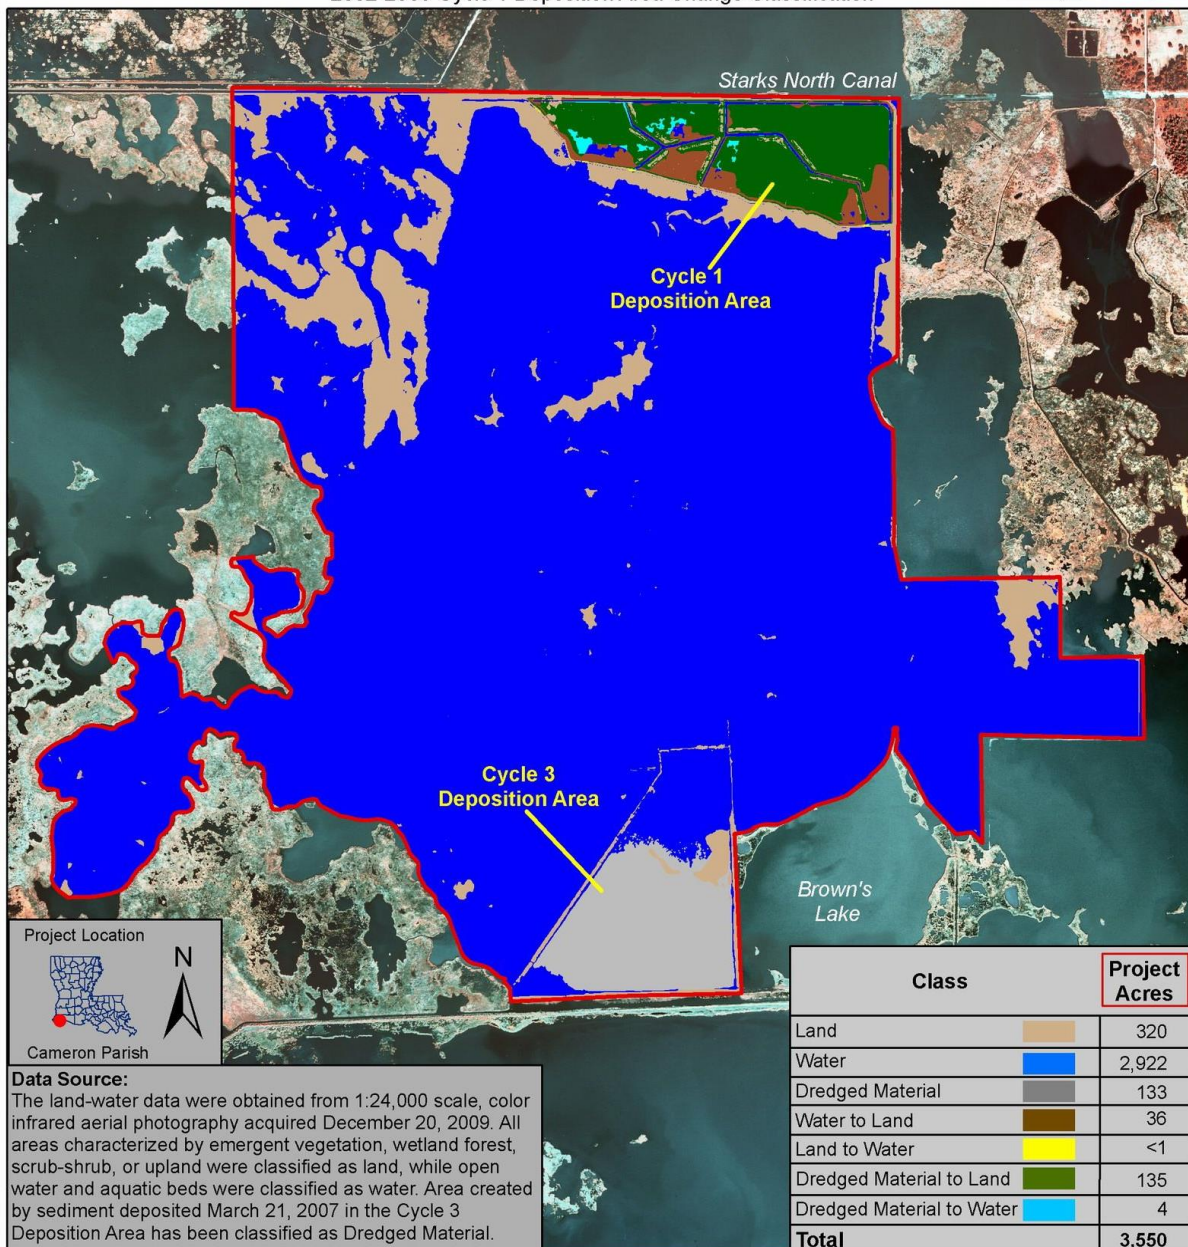 Starks North Canal
Cycle 1
Deposition Area
Cycle 3
Deposition Area
Brown's
Lake
Project Location
N
Cameron Parish
Data Source:
The land-water data were obtained from 1:24,000 scale, color
infrared aerial photography acquired December 20, 2009. All
areas characterized by emergent vegetation, wetland forest,
scrub-shrub, or upland were classified as land, while open
water and aquatic beds were classified as water. Area created
by sediment deposited March 21, 2007 in the Cycle 3
Deposition Area has been classified as Dredged Material.
Class Project Acres
Land 320
Water 2,922
Dredged Material 133
Water to Land 36
Land to Water <1
Dredged Material to Land 135
Dredged Material to Water 4
Total 3,550